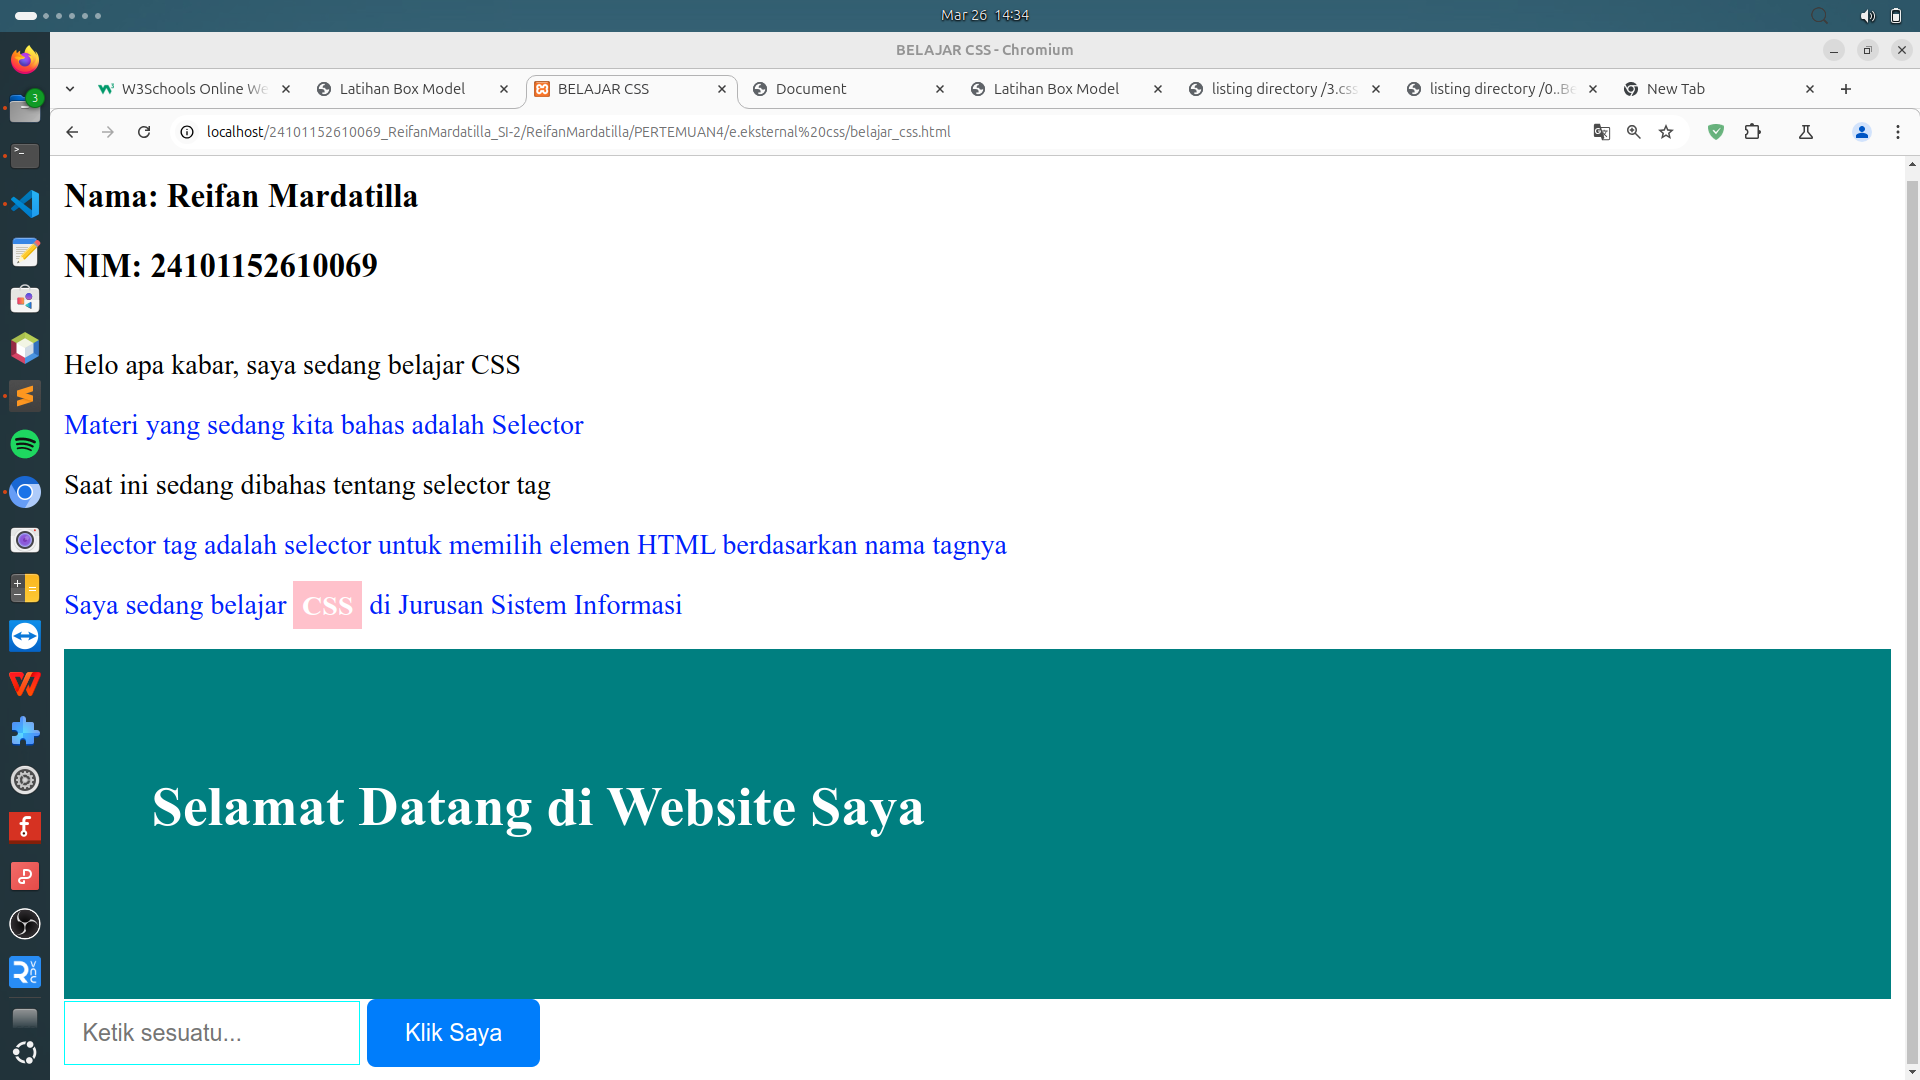 Mar 26 14:34
BELAJAR CSS - Chromium
3
W3Schools Online We
Latihan Box Model
BELAJAR CSS
Document
Latihan Box Model
listing directory /3.css
listing directory /0..Be
New Tab
localhost/24101152610069_ReifanMardatilla_SI-2/ReifanMardatilla/PERTEMUAN4/e.eksternal%20css/belajar_css.html
Nama: Reifan Mardatilla
NIM: 24101152610069
Helo apa kabar, saya sedang belajar CSS
Materi yang sedang kita bahas adalah Selector
Saat ini sedang dibahas tentang selector tag
Selector tag adalah selector untuk memilih elemen HTML berdasarkan nama tagnya
Saya sedang belajar CSS di Jurusan Sistem Informasi
Selamat Datang di Website Saya
Ketik sesuatu... Klik Saya